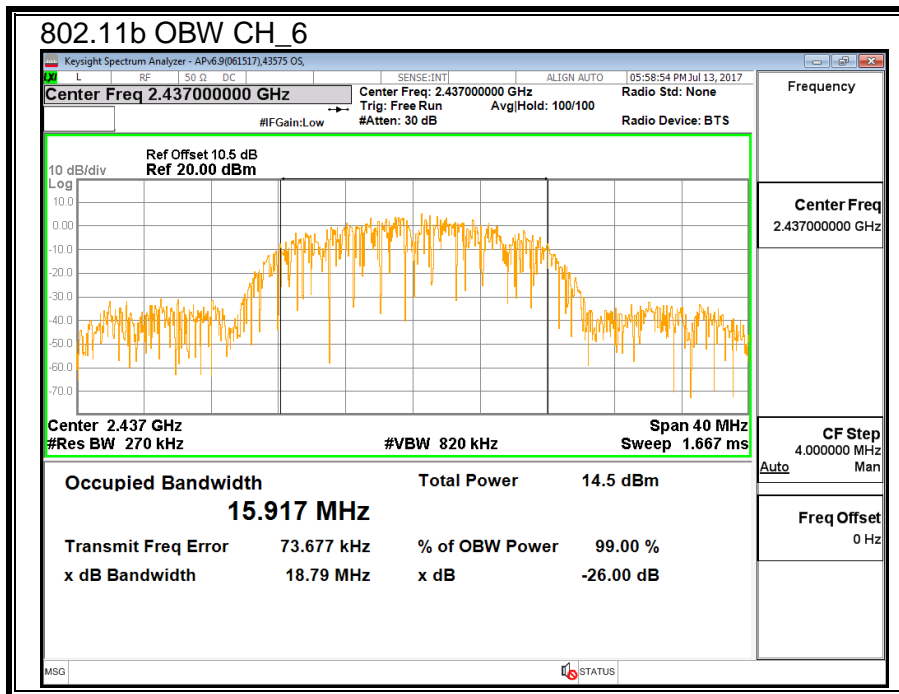 802.11b OBW CH_6
Keysight Spectrum Analyzer - APv6.9(061517),43575 OS,
LXI L RF 50 Ω DC SENSE:INT ALIGN AUTO 05:58:54 PM Jul 13, 2017
Center Freq 2.437000000 GHz
Center Freq: 2.437000000 GHz Radio Std: None
Trig: Free Run Avg|Hold: 100/100
#IFGain:Low #Atten: 30 dB Radio Device: BTS
Ref Offset 10.5 dB
10 dB/div Ref 20.00 dBm
Log
10.0
0.00
-10.0
-20.0
-30.0
-40.0
-50.0
-60.0
-70.0
Center 2.437 GHz Span 40 MHz
#Res BW 270 kHz #VBW 820 kHz Sweep 1.667 ms
Occupied Bandwidth Total Power 14.5 dBm
15.917 MHz
Transmit Freq Error 73.677 kHz % of OBW Power 99.00 %
x dB Bandwidth 18.79 MHz x dB -26.00 dB
MSG STATUS
Frequency
Center Freq
2.437000000 GHz
CF Step
4.000000 MHz
Auto Man
Freq Offset
0 Hz